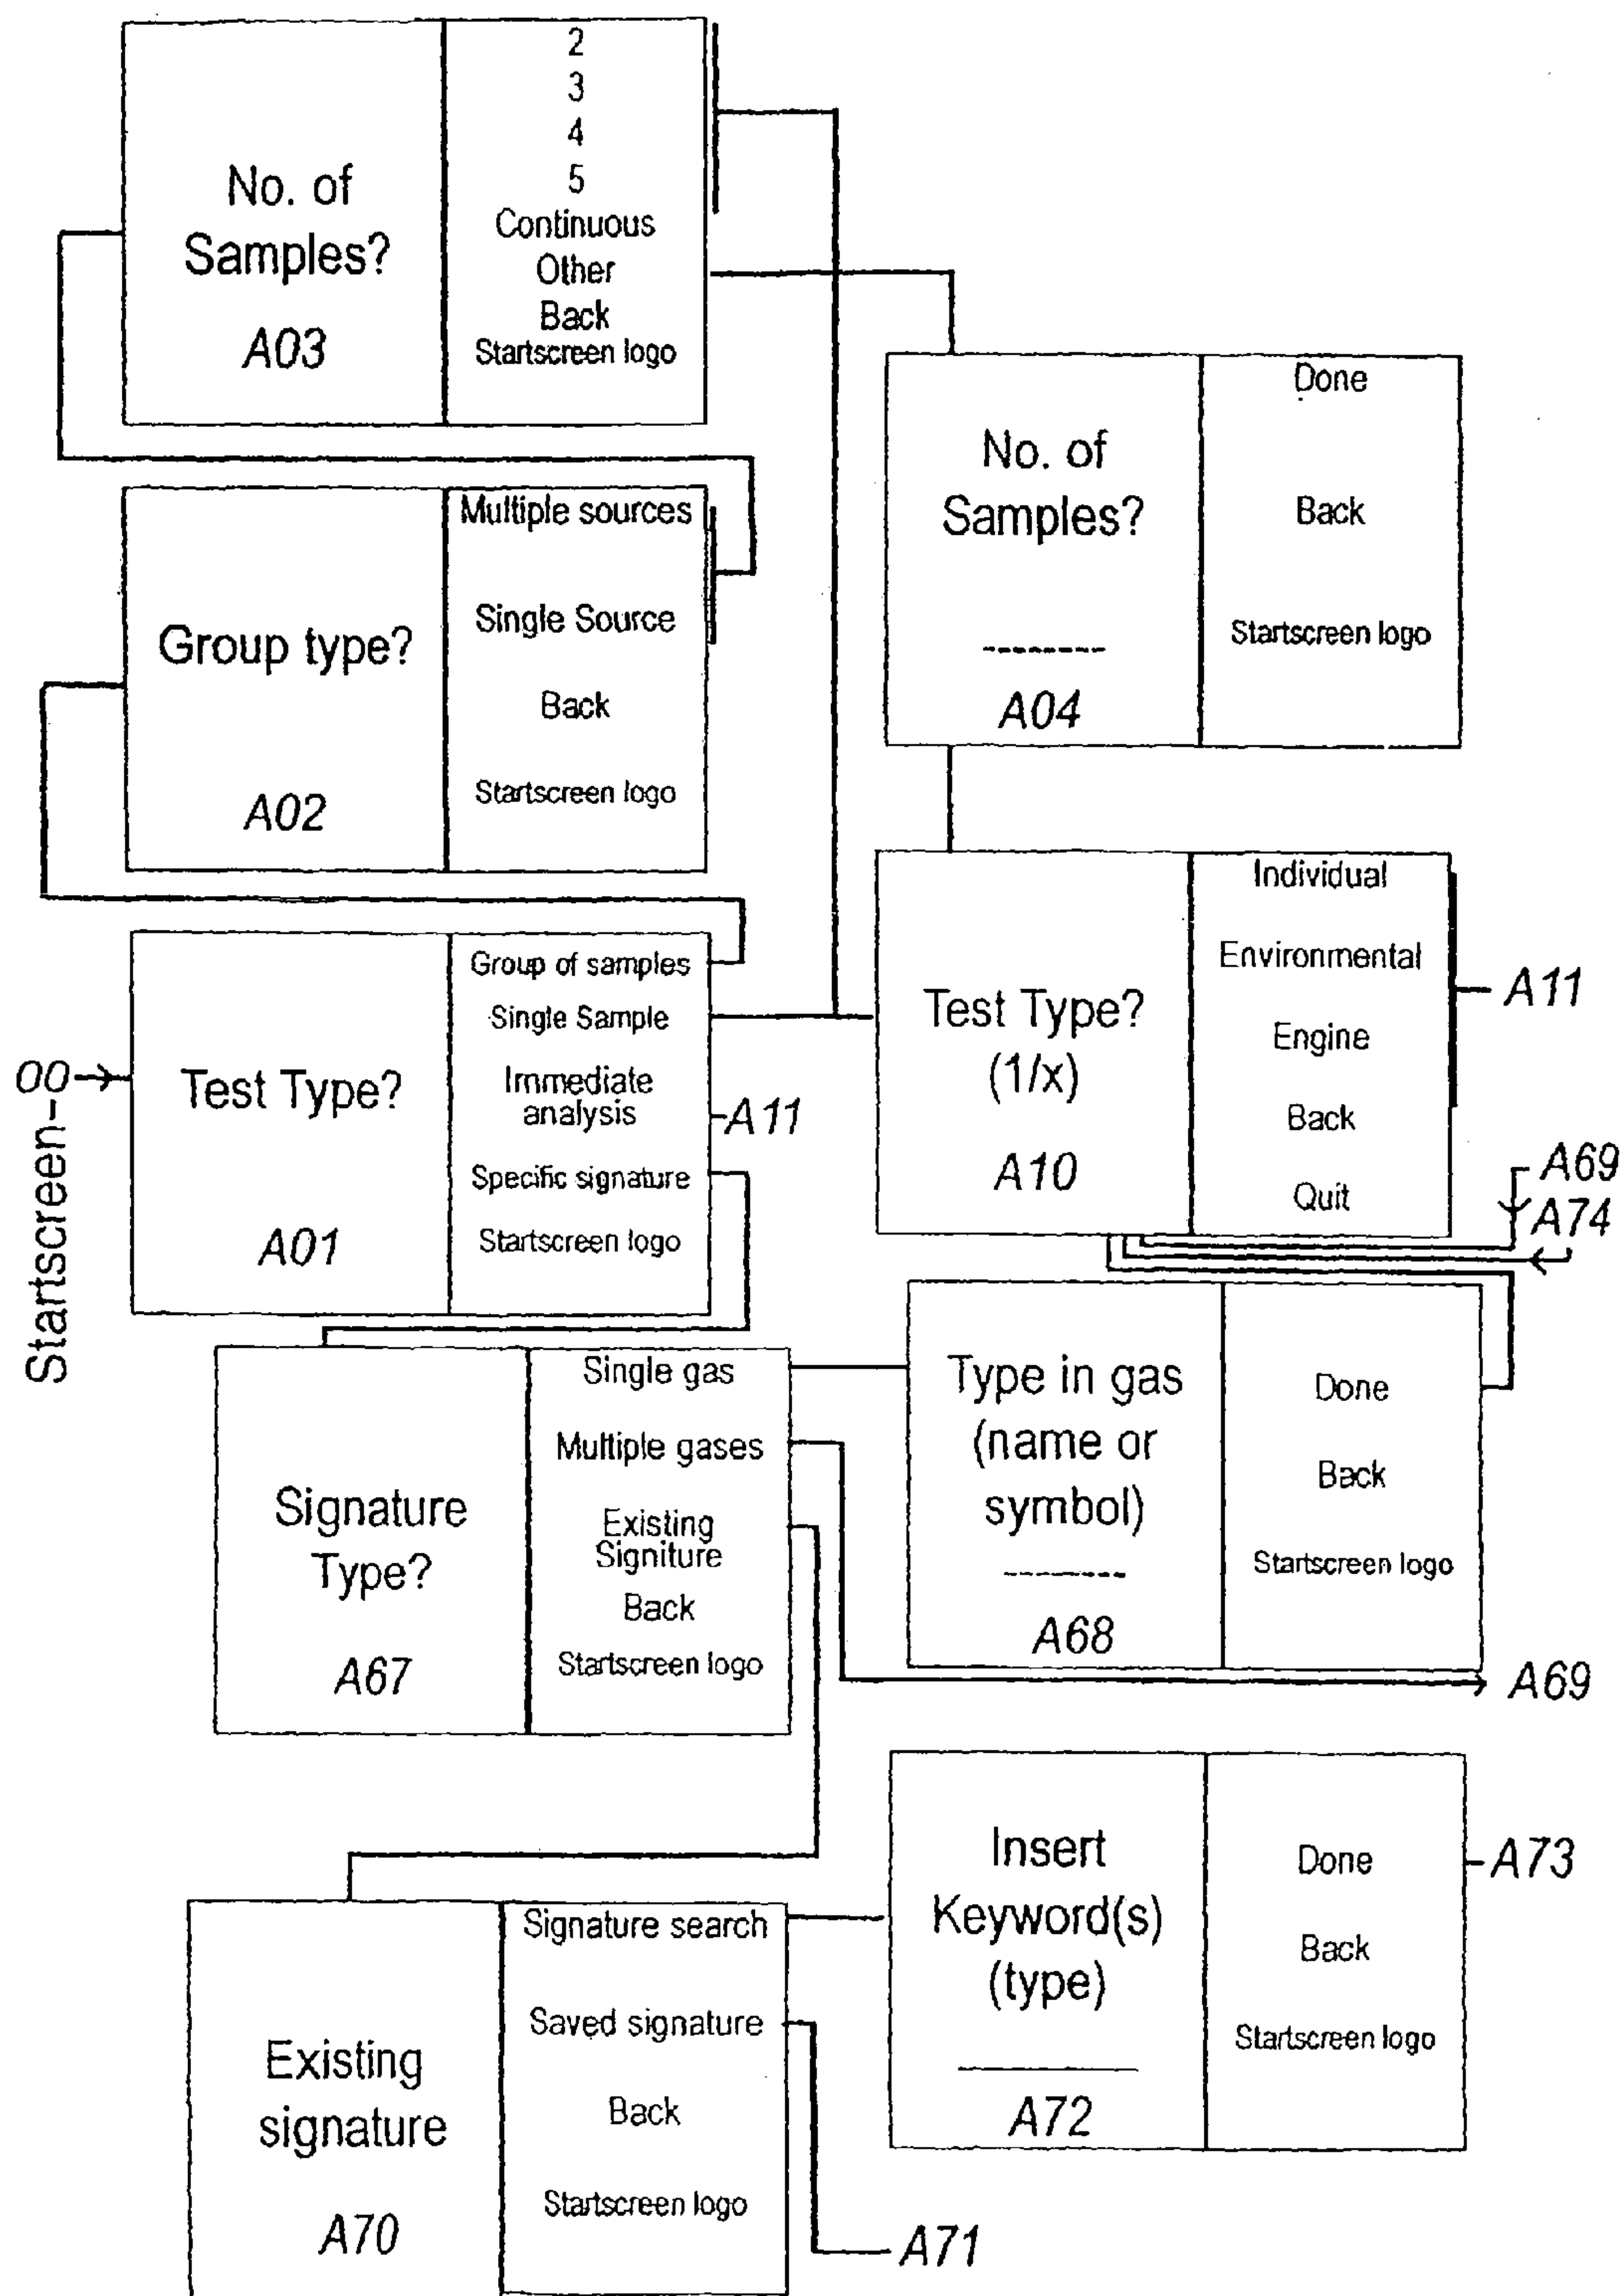 No. of
Samples?
A03
2
3
4
5
Continuous
Other
Back
Startscreen logo
No. of
Samples?
-------
A04
Done
Back
Startscreen logo
Group type?
A02
Multiple sources
Single Source
Back
Startscreen logo
Startscreen-00
Test Type?
A01
Group of samples
Single Sample
Immediate
analysis
Specific signature
Startscreen logo
A11
Test Type?
(1/x)
A10
Individual
Environmental
Engine
Back
Quit
A11
A69
A74
Signature
Type?
A67
Single gas
Multiple gases
Existing
Signiture
Back
Startscreen logo
Type in gas
(name or
symbol)
-------
A68
Done
Back
Startscreen logo
A69
Existing
signature
A70
Signature search
Saved signature
Back
Startscreen logo
A71
Insert
Keyword(s)
(type)
_______
A72
Done
Back
Startscreen logo
A73